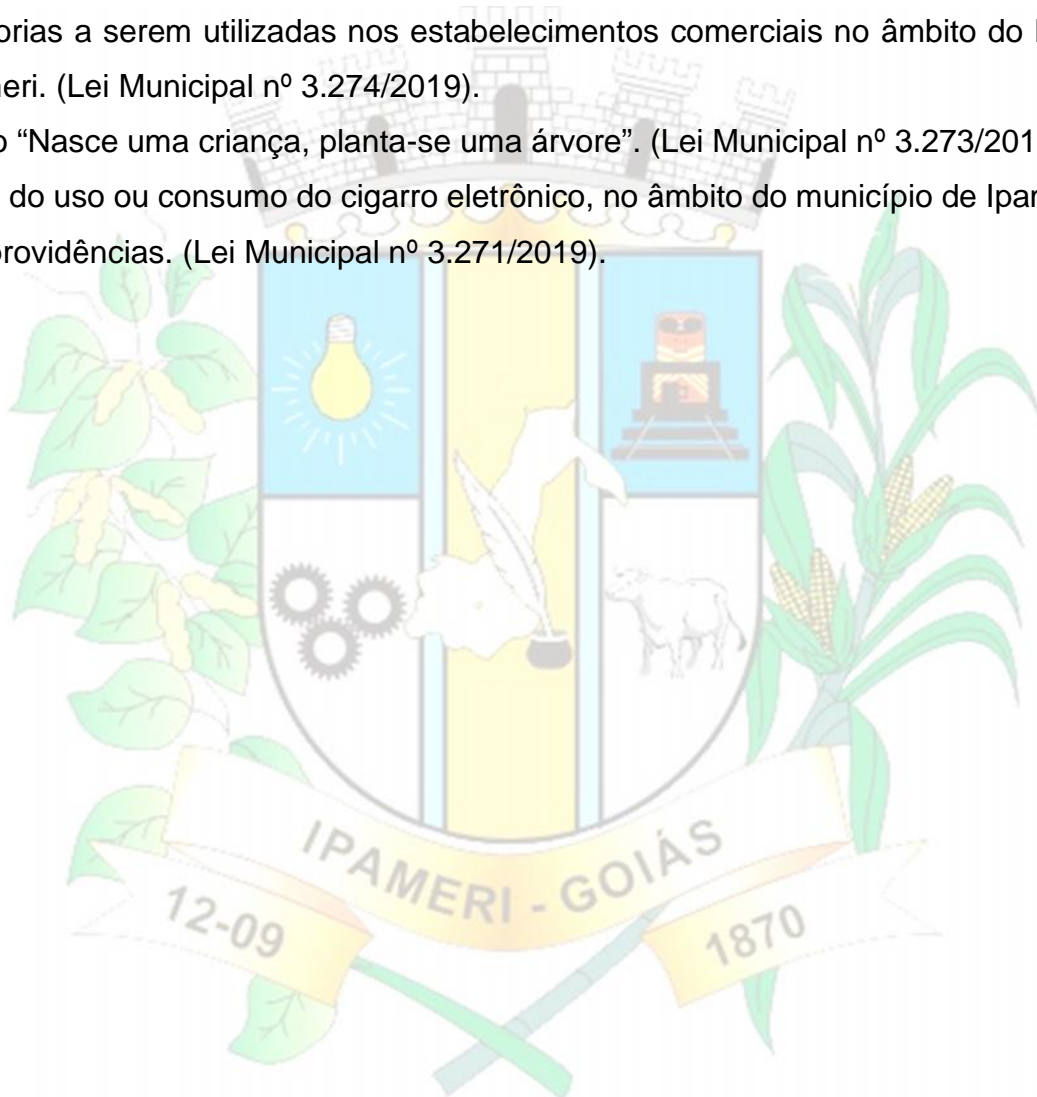 orias a serem utilizadas nos estabelecimentos comerciais no âmbito do
eri. (Lei Municipal nº 3.274/2019).
“Nasce uma criança, planta-se uma árvore”. (Lei Municipal nº 3.273/201
do uso ou consumo do cigarro eletrônico, no âmbito do município de Ipar
rovidências. (Lei Municipal nº 3.271/2019).
IPAMERI - GOIÁS
12-09
1870